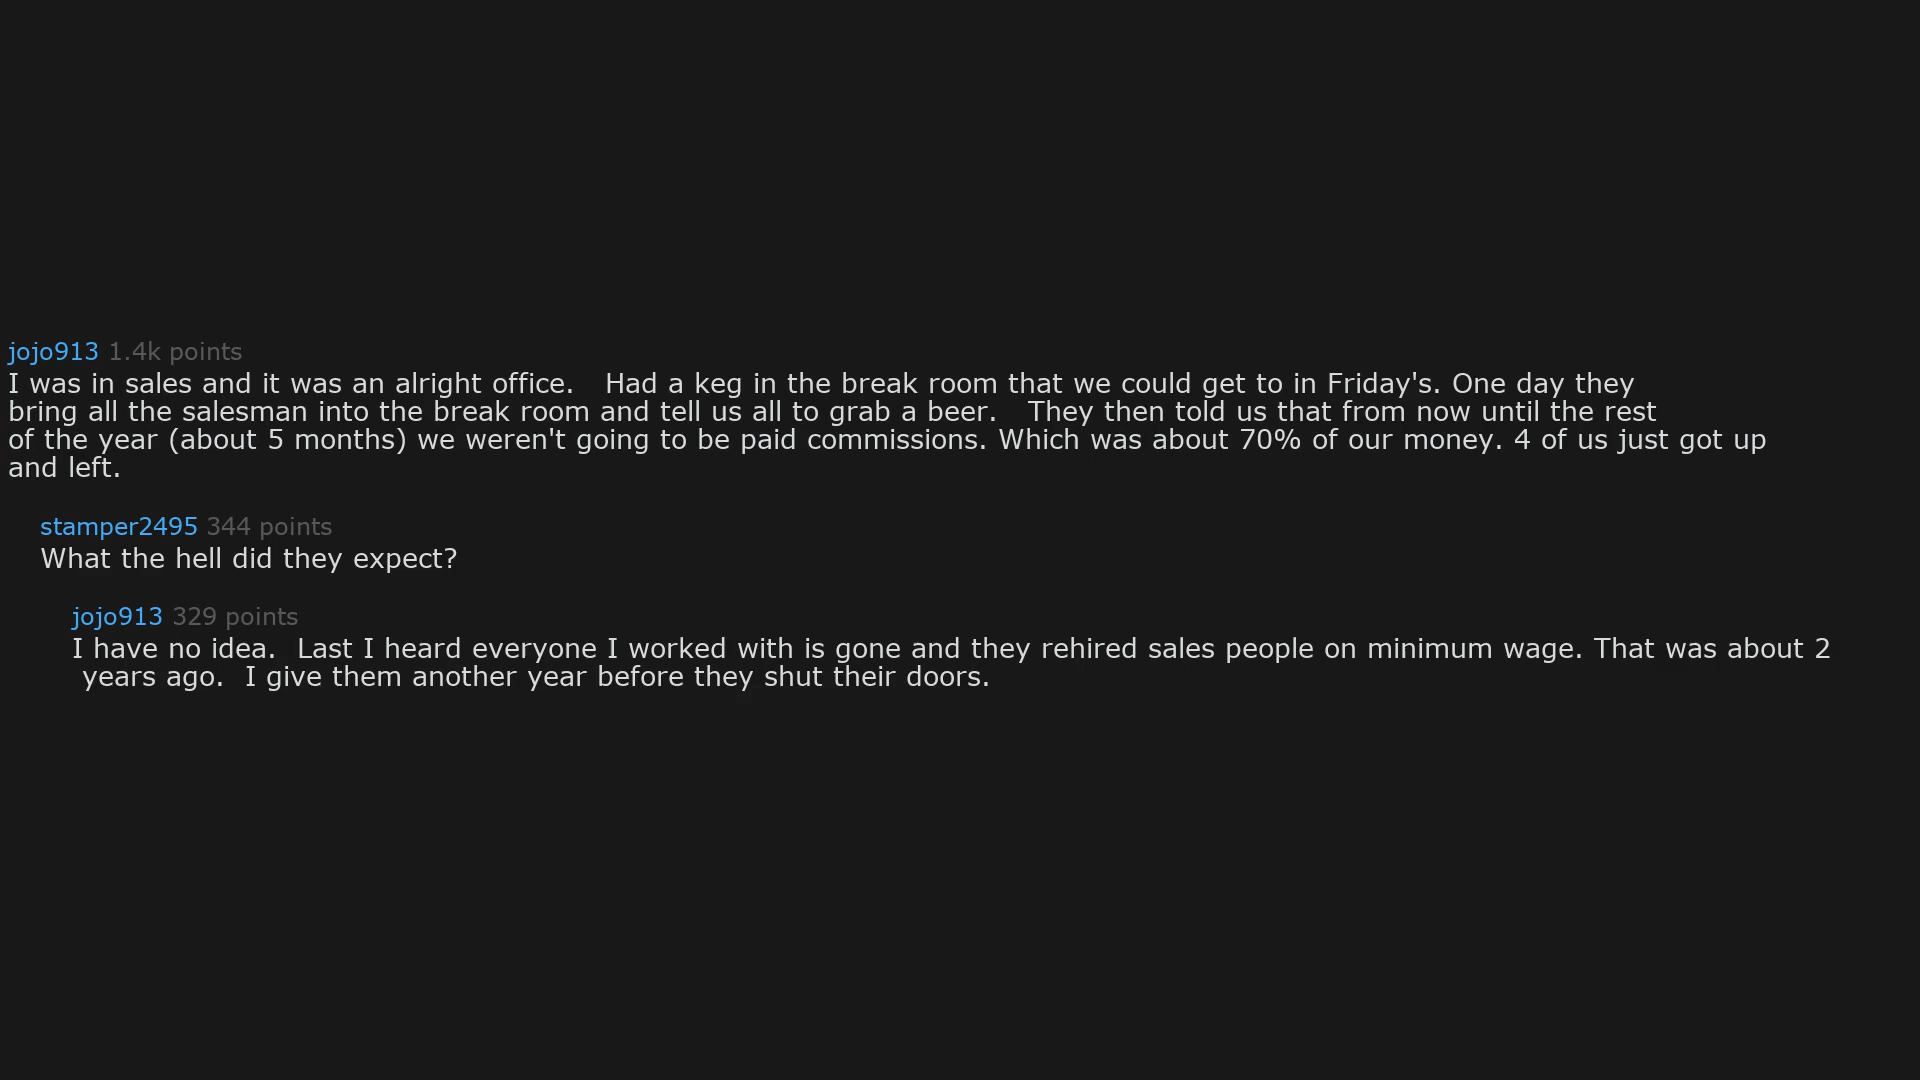 jojo913 1.4k points
I was in sales and it was an alright office.   Had a keg in the break room that we could get to in Friday's. One day they
bring all the salesman into the break room and tell us all to grab a beer.   They then told us that from now until the rest
of the year (about 5 months) we weren't going to be paid commissions. Which was about 70% of our money. 4 of us just got up
and left.
stamper2495 344 points
What the hell did they expect?
jojo913 329 points
I have no idea.  Last I heard everyone I worked with is gone and they rehired sales people on minimum wage. That was about 2
years ago.  I give them another year before they shut their doors.